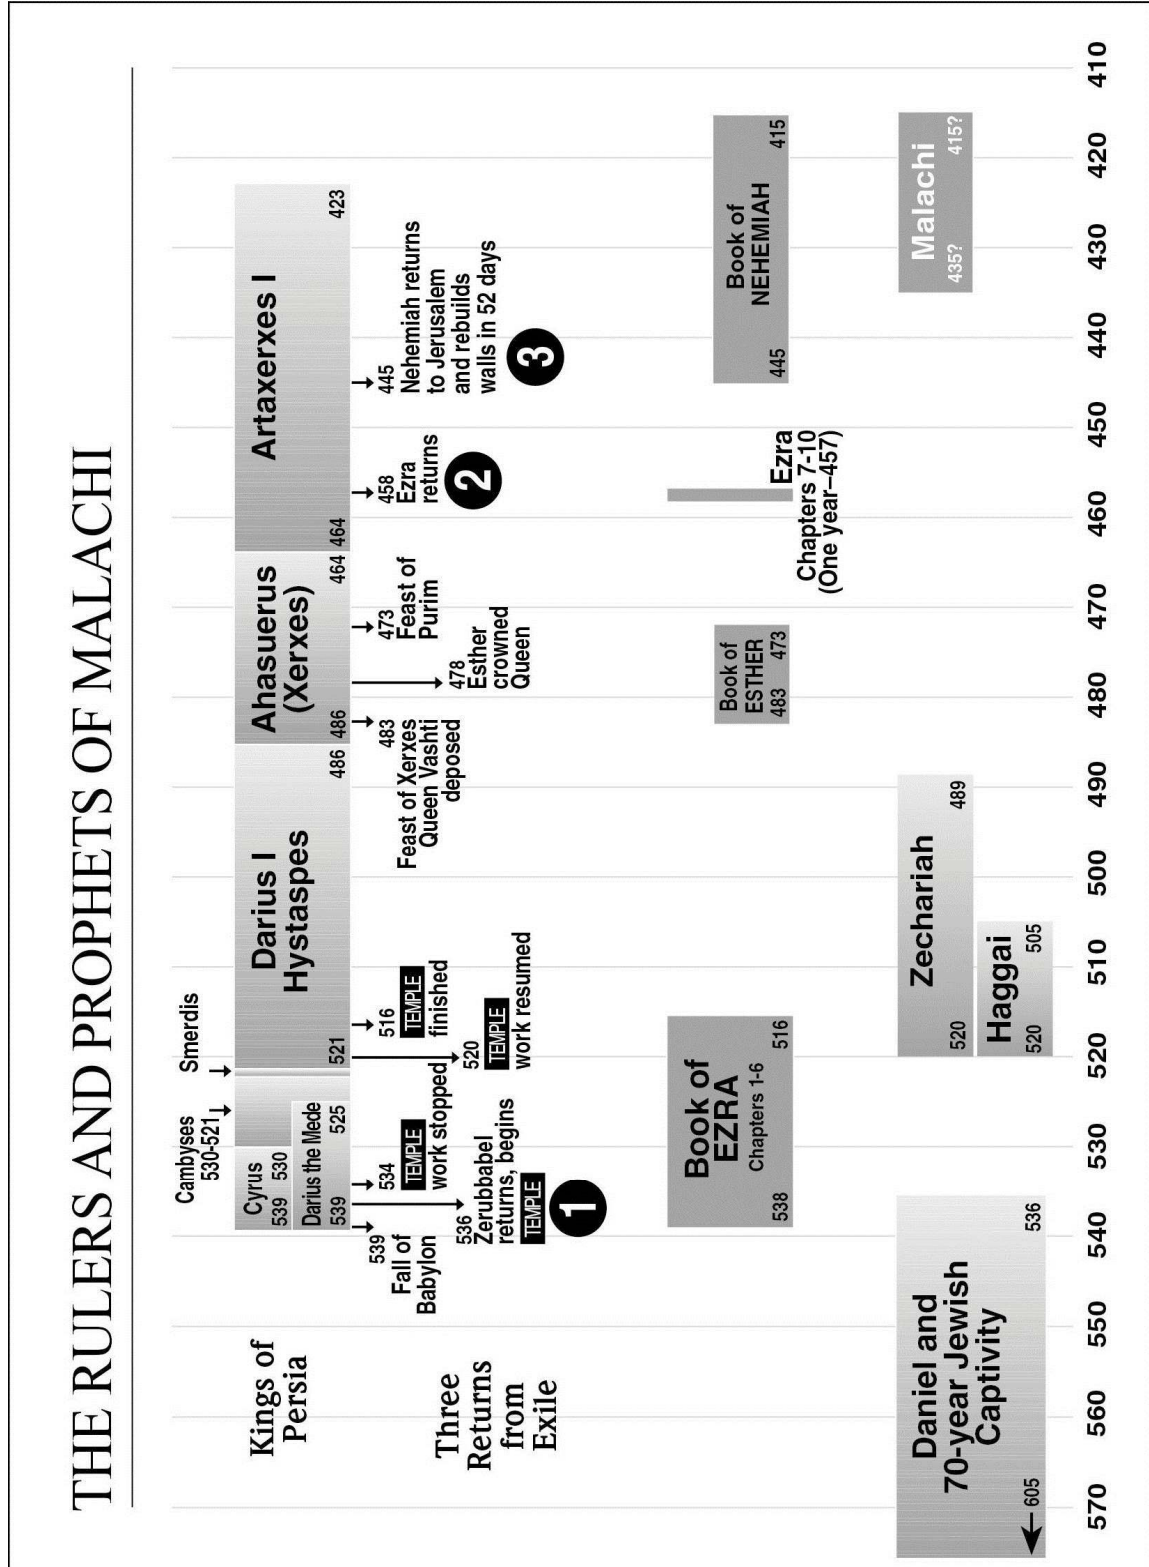 THE RULERS AND PROPHETS OF MALACHI
Kings of
Persia
Cambyses
530-521
Smerdis
Cyrus
539 530
Darius the Mede
539 525
Darius I
Hystaspes
521 486
Ahasuerus
(Xerxes)
486 464
Artaxerxes I
464 423
Three
Returns
from
Exile
539
Fall of
Babylon
536
Zerubbabel
returns, begins
TEMPLE
1
534
TEMPLE
work stopped
520
TEMPLE
work resumed
516
TEMPLE
finished
483
Feast of Xerxes
Queen Vashti
deposed
478
Esther
crowned
Queen
473
Feast of
Purim
458
Ezra
returns
2
445
Nehemiah returns
to Jerusalem
and rebuilds
walls in 52 days
3
Book of
EZRA
Chapters 1-6
538 516
Book of
ESTHER
483 473
Ezra
Chapters 7-10
(One year–457)
Book of
NEHEMIAH
445 415
Daniel and
70-year Jewish
Captivity
605 536
Zechariah
520 489
Haggai
520 505
Malachi
435? 415?
570 560 550 540 530 520 510 500 490 480 470 460 450 440 430 420 410